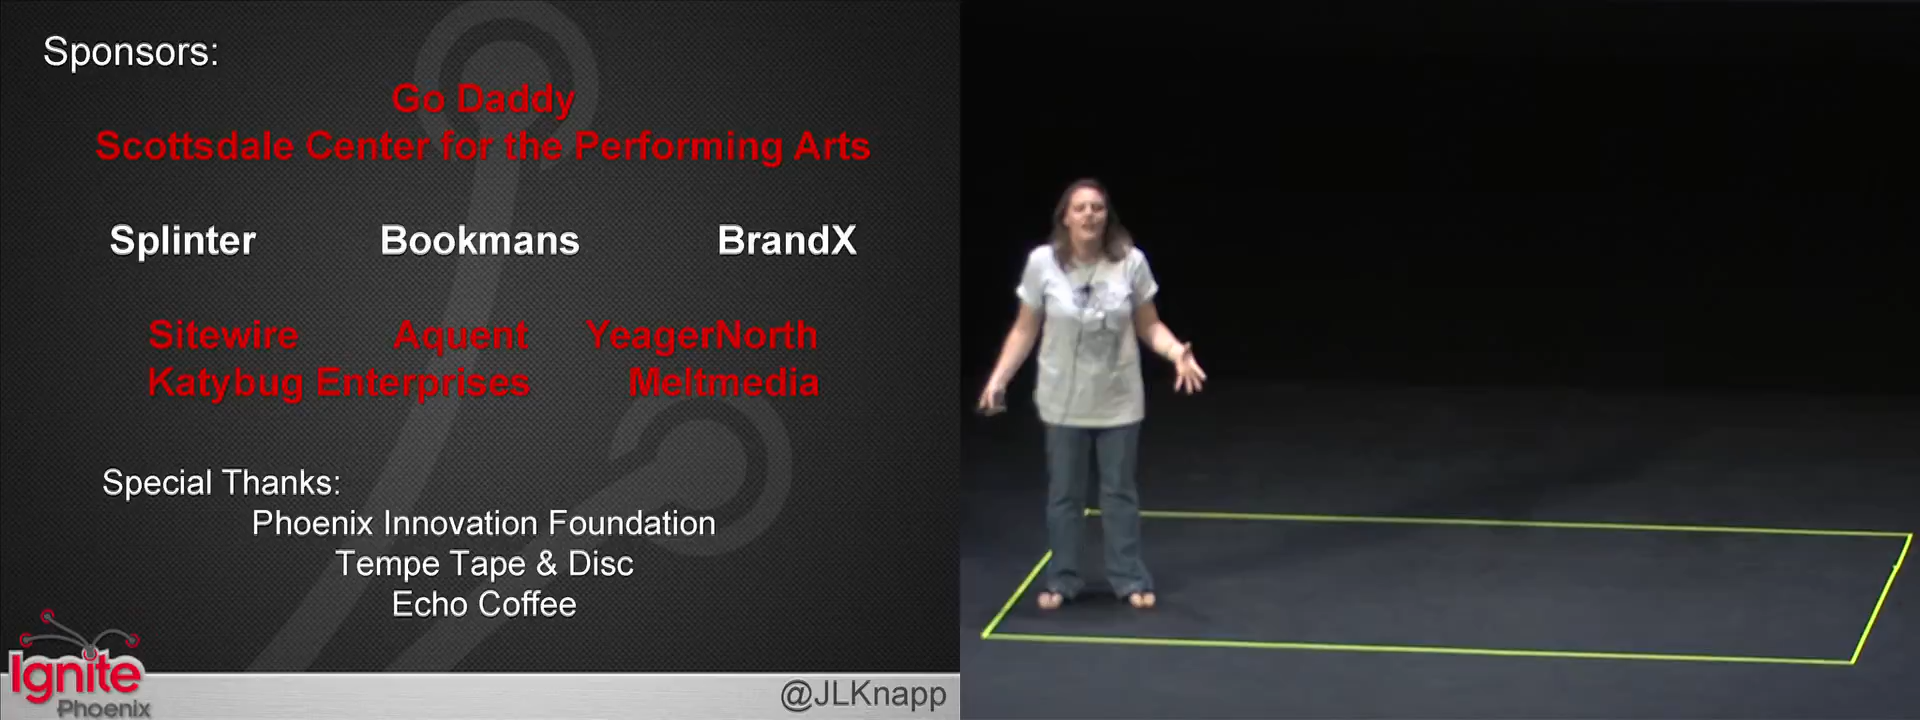 Sponsors:
Go Daddy
Scottsdale Center for the Performing Arts
Splinter Bookmans BrandX
Sitewire Aquent YeagerNorth
Katybug Enterprises Meltmedia
Special Thanks:
Phoenix Innovation Foundation
Tempe Tape & Disc
Echo Coffee
Ignite
Phoenix
@JLKnapp